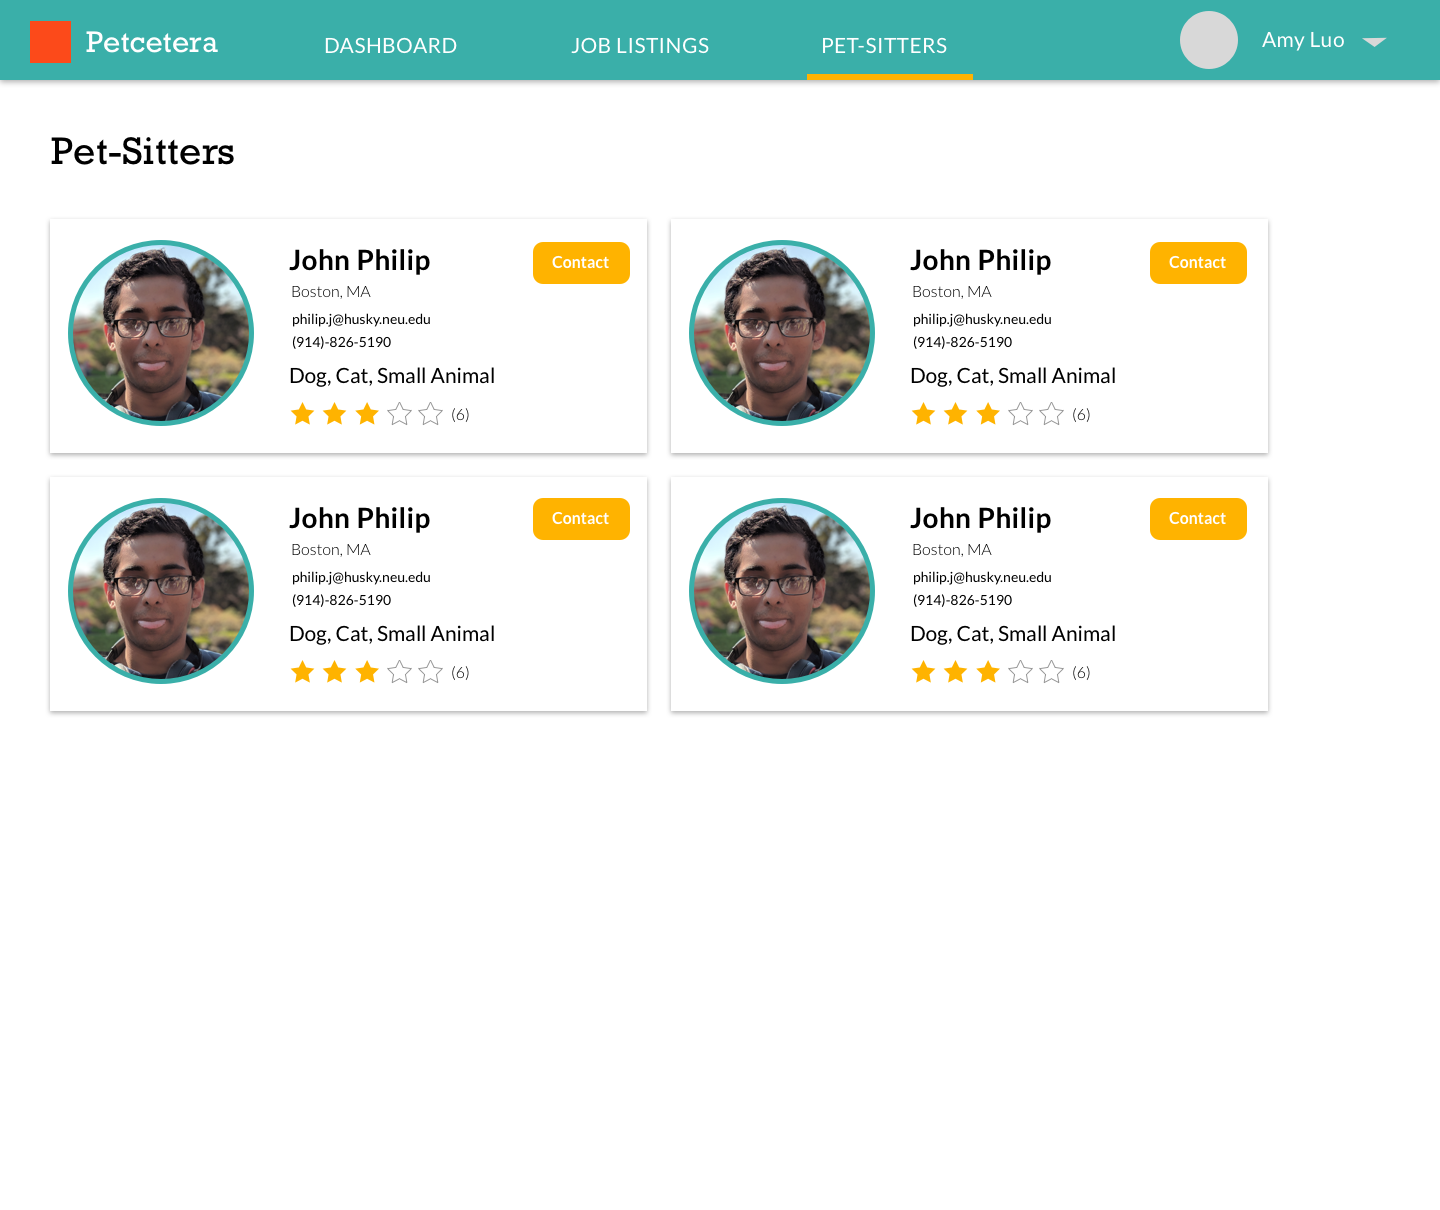 Petcetera
DASHBOARD
JOB LISTINGS
PET-SITTERS
Amy Luo
Pet-Sitters
John Philip
Contact
Boston, MA
philip.j@husky.neu.edu
(914)-826-5190
Dog, Cat, Small Animal
(6)
John Philip
Contact
Boston, MA
philip.j@husky.neu.edu
(914)-826-5190
Dog, Cat, Small Animal
(6)
John Philip
Contact
Boston, MA
philip.j@husky.neu.edu
(914)-826-5190
Dog, Cat, Small Animal
(6)
John Philip
Contact
Boston, MA
philip.j@husky.neu.edu
(914)-826-5190
Dog, Cat, Small Animal
(6)